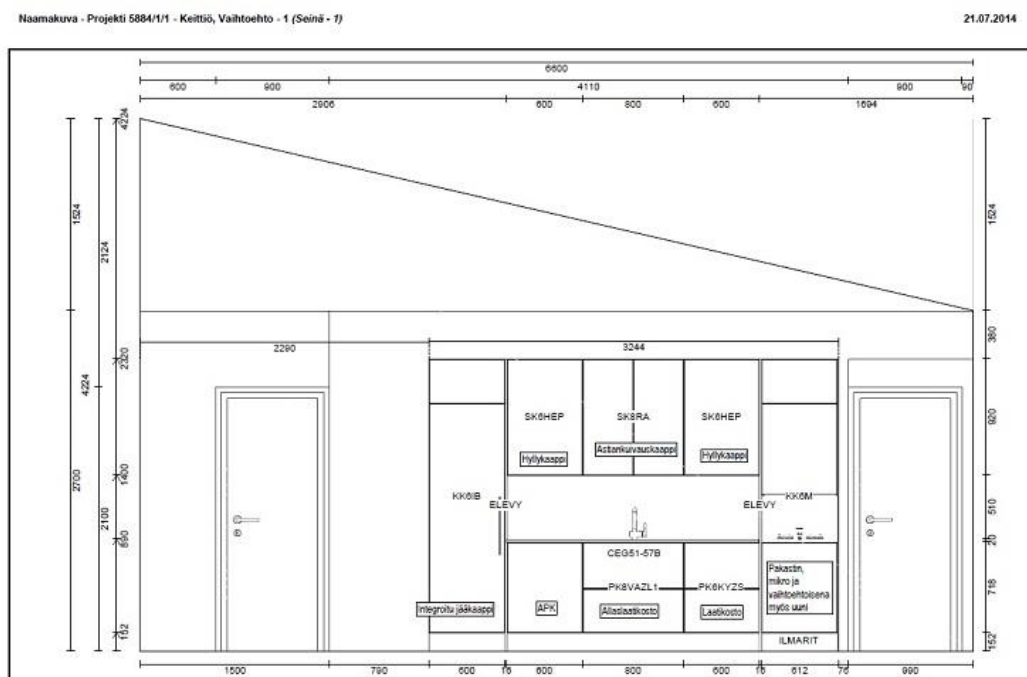 Naamakuva - Projekti 5884/1/1 - Keittiö, Vaihtoehto - 1 (Seinä - 1)
21.07.2014
6600
600 900 4110 900 90
2906 600 800 600 1694
4224
1524
2124
1524
2290
3244
380
2320
4224
920
SK6HEP
SK8RA
SK6HEP
Astiankuivauskaappi
Hyllykaappi
Hyllykaappi
1400
2700
2100
KK6IB
ELEVY
ELEVY
KK6M
510
890
20
CEG51-57B
PK8VAZL1
PK6KYZS
718
Pakastin,
mikro ja
vaihtoehtoisena
myös uuni
Integroitu jääkaappi
APK
Allaslaatikosto
Laatikosto
152
ILMARIT
152
1500 790 600 16 600 800 600 16 612 76 990